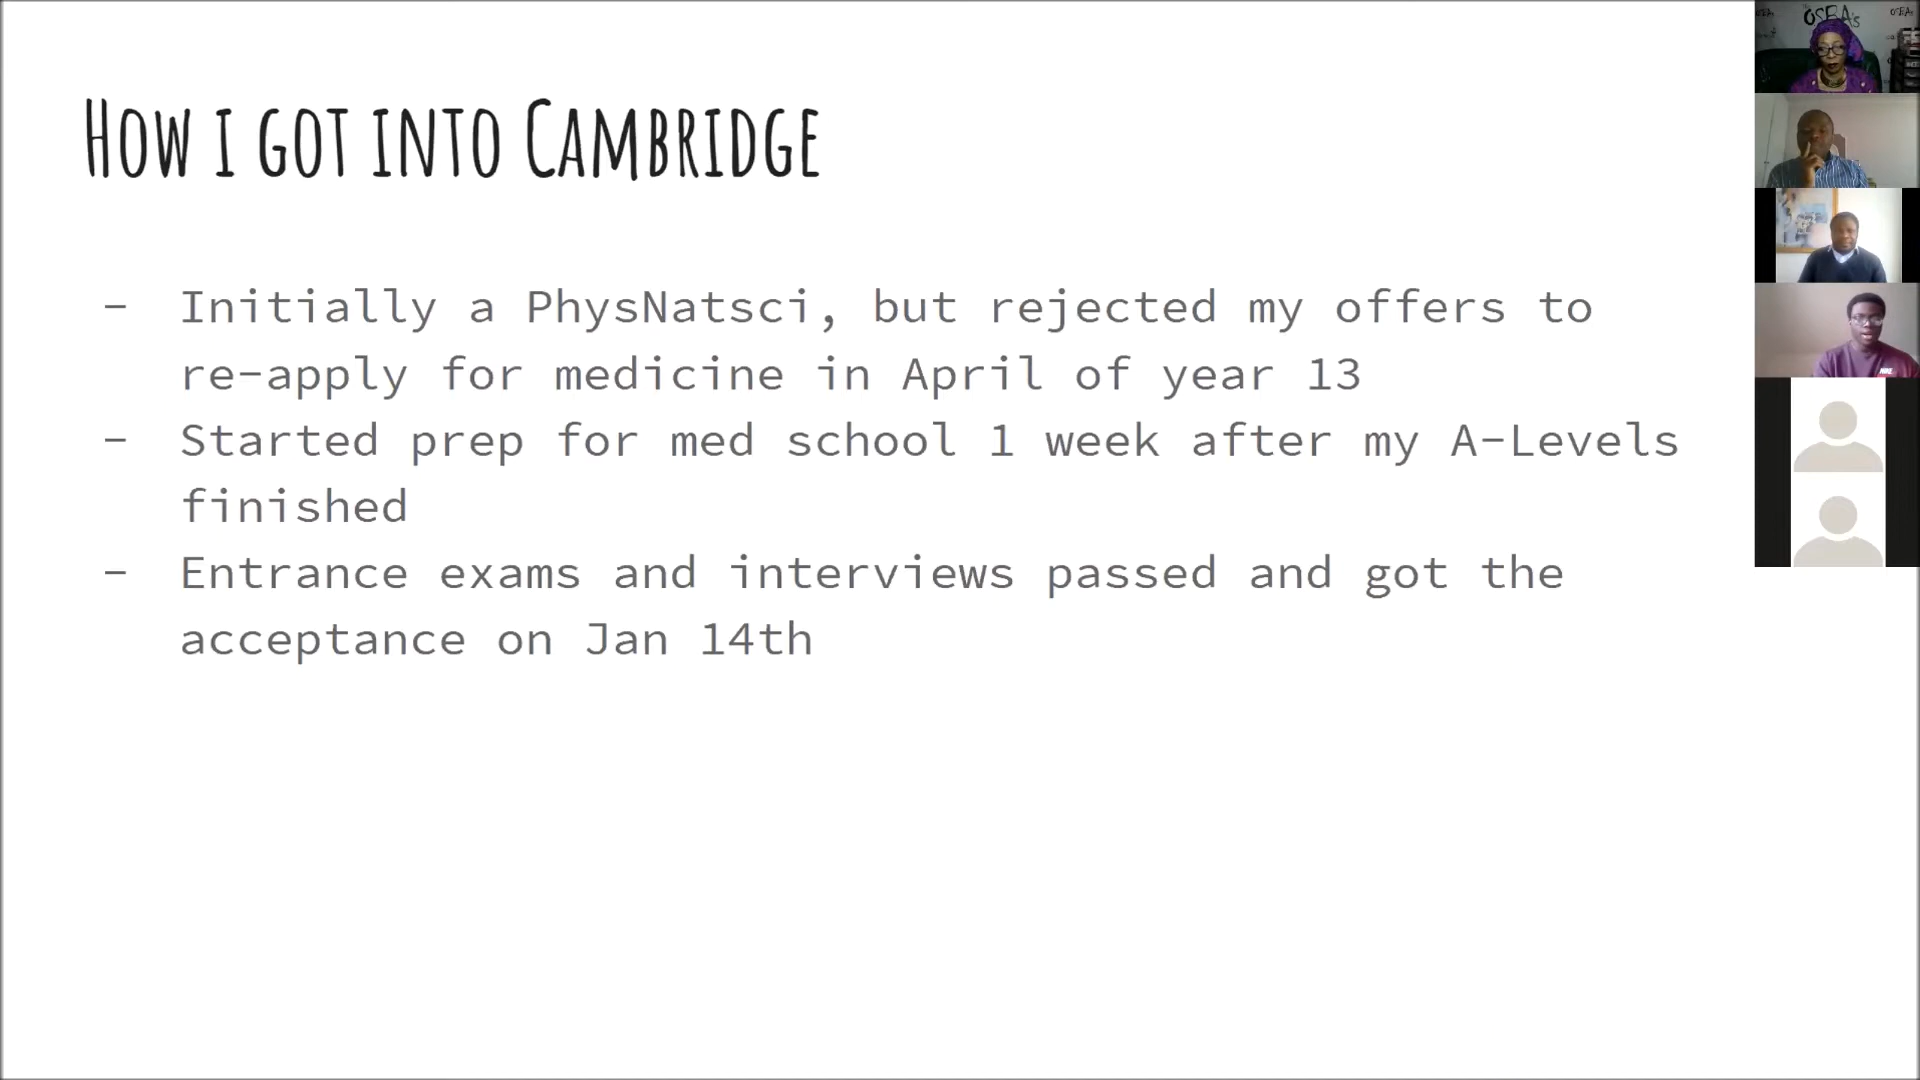 How i got into Cambridge
- Initially a PhysNatsci, but rejected my offers to
re-apply for medicine in April of year 13
- Started prep for med school 1 week after my A-Levels
finished
- Entrance exams and interviews passed and got the
acceptance on Jan 14th
OSBA's
NIKE